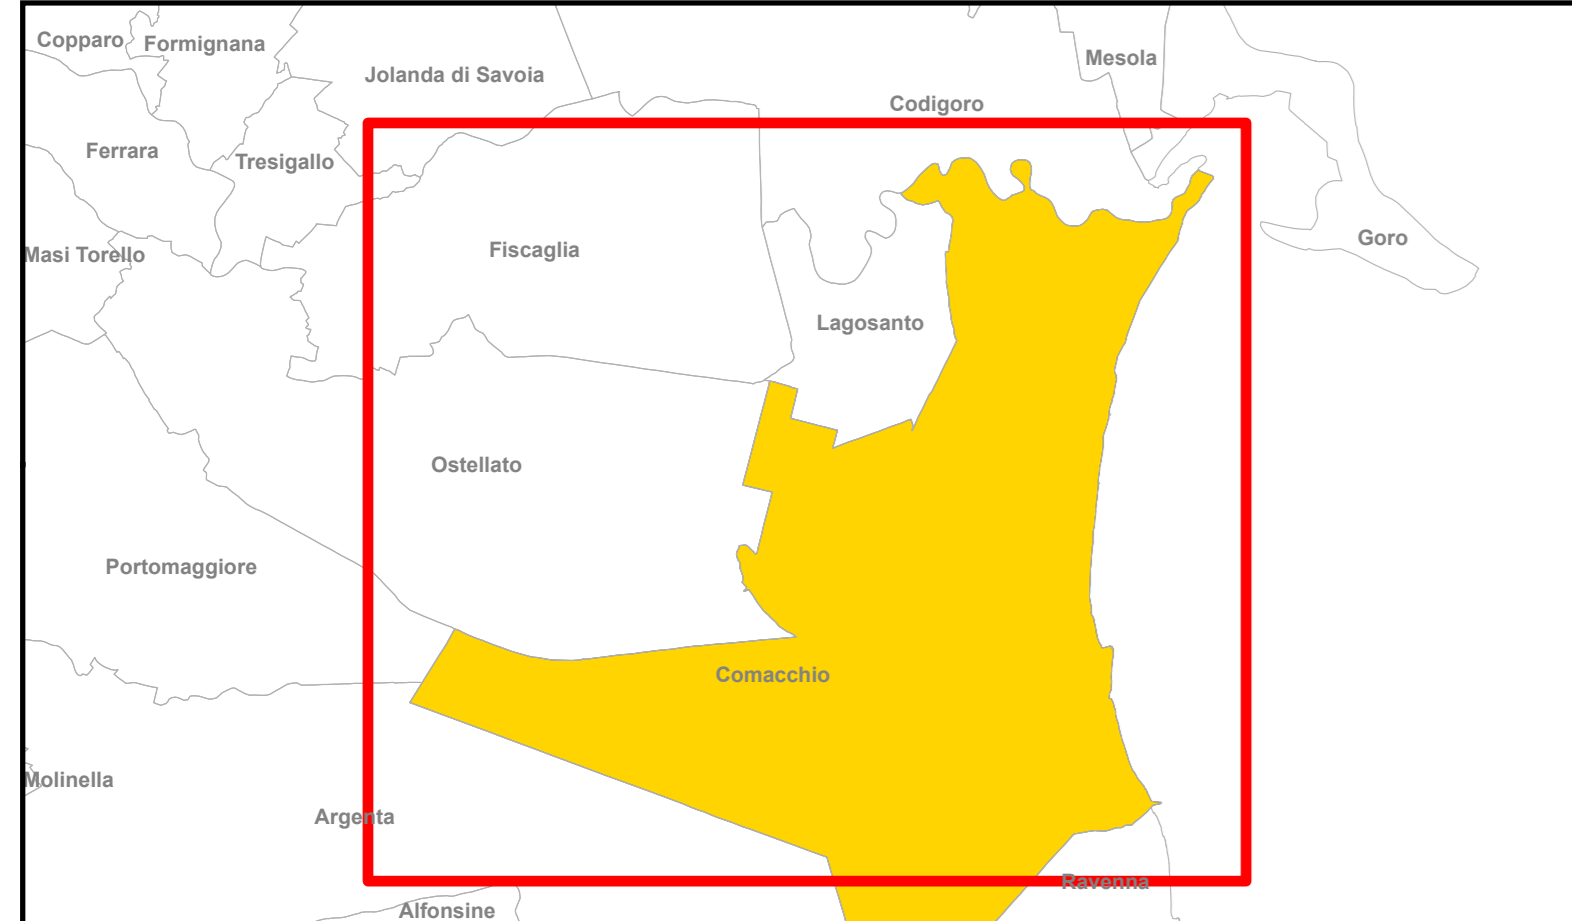 Copparo
Formignana
Mesola
Jolanda di Savoia
Codigoro
Ferrara
Tresigallo
Goro
Fiscaglia
Masi Torello
Lagosanto
Ostellato
Portomaggiore
Comacchio
Molinella
Argenta
Ravenna
Alfonsine